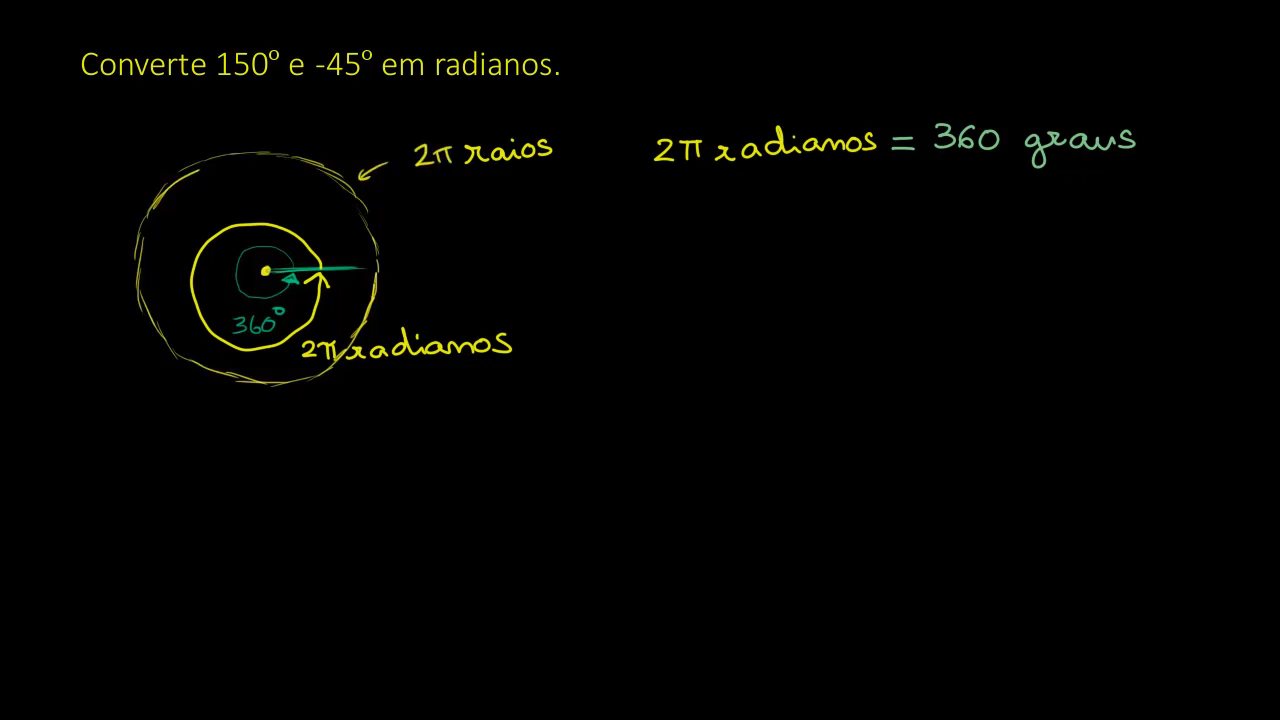 Converte 150º e -45º em radianos.
2π raios
2π radianos = 360 graus
360º
2π radianos